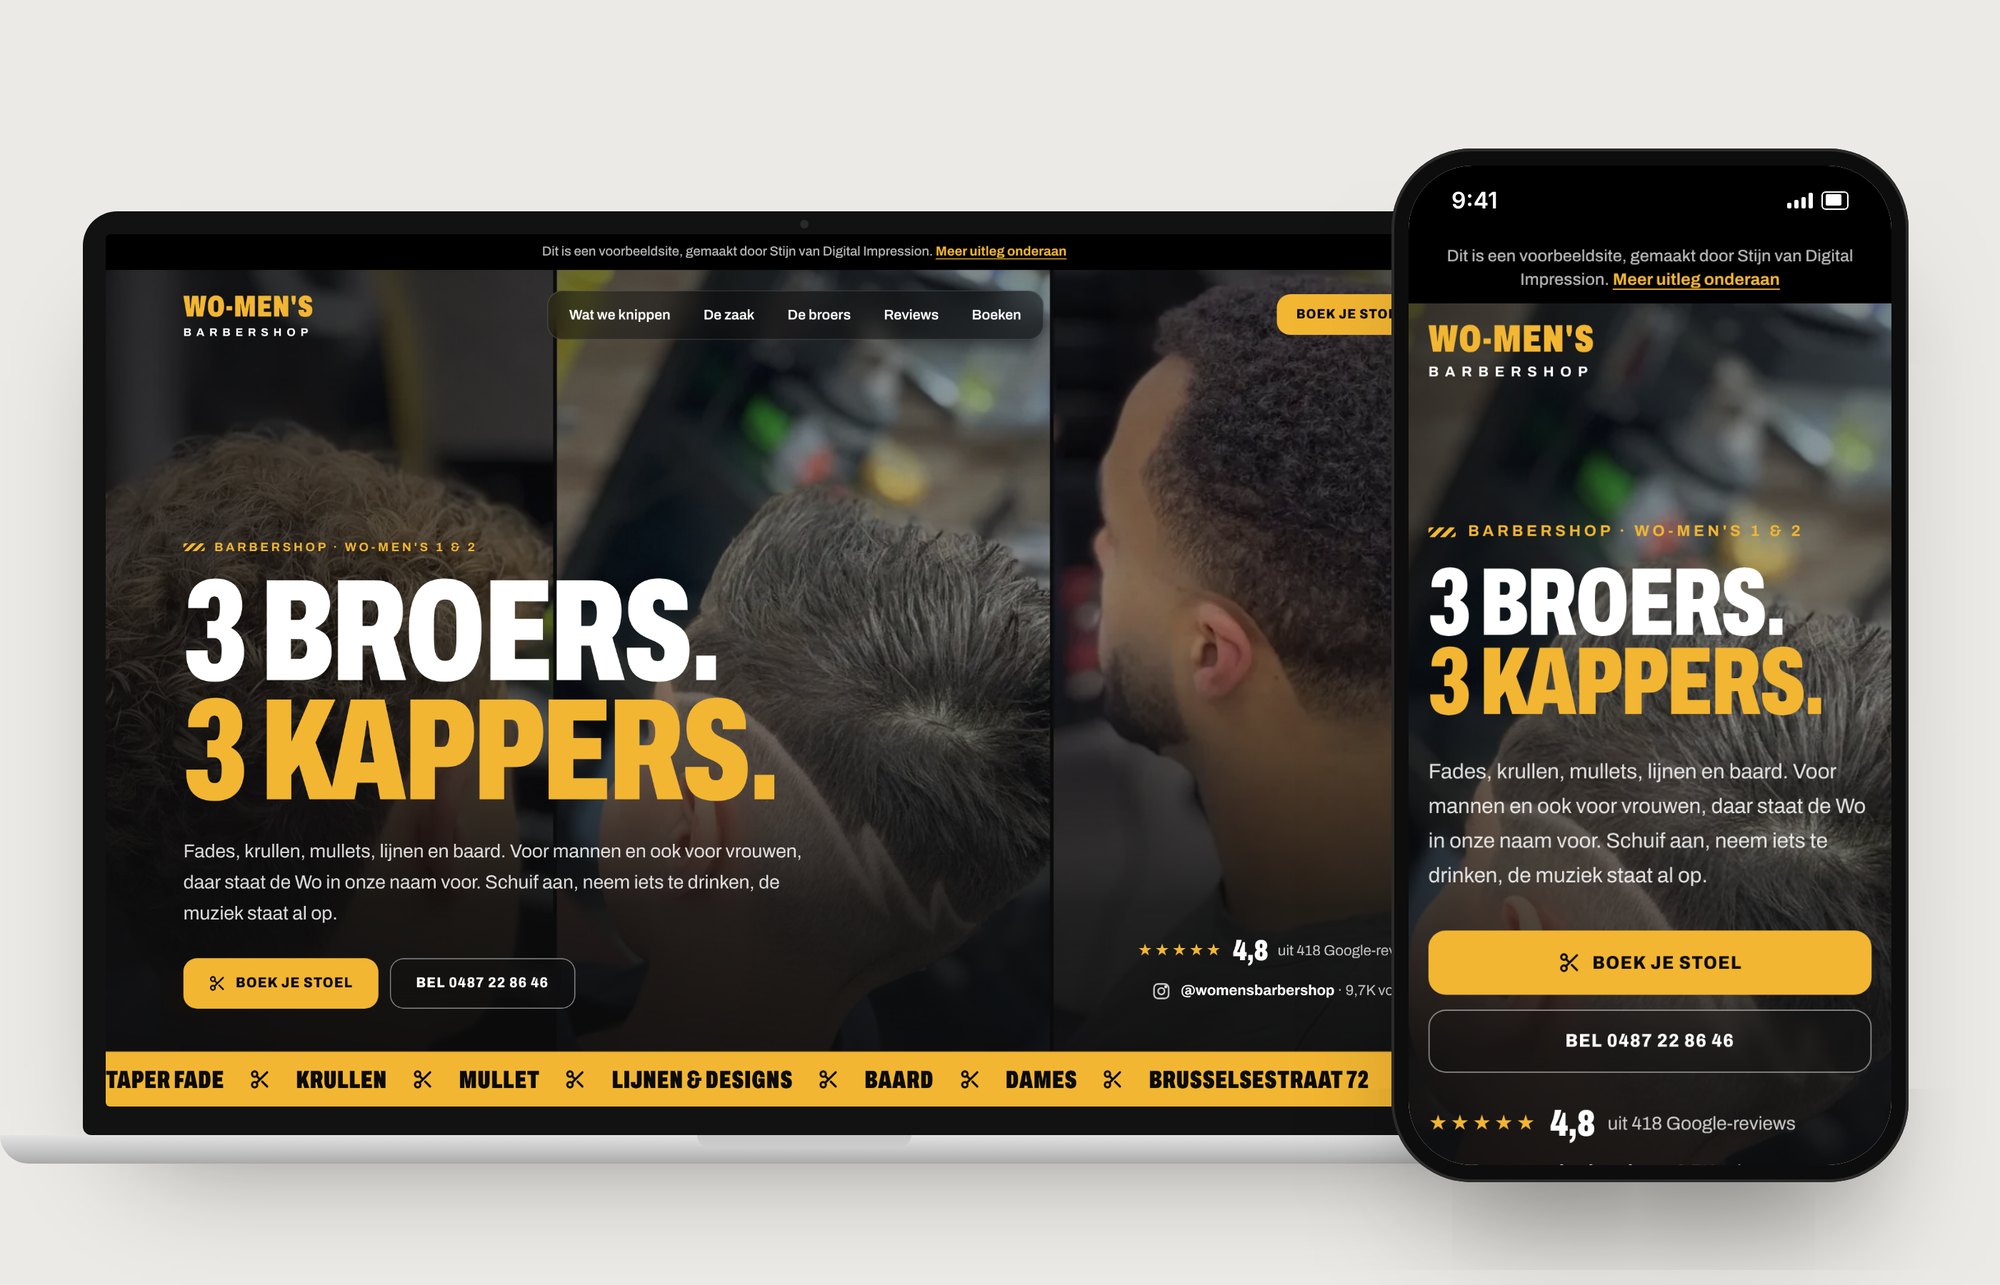 Dit is een voorbeeldsite, gemaakt door Stijn van Digital Impression. Meer uitleg onderaan
WO-MEN'S
BARBERSHOP
Wat we knippen De zaak De broers Reviews Boeken
BOEK JE
BARBERSHOP · WO-MEN'S 1 & 2
3 BROERS.
3 KAPPERS.
Fades, krullen, mullets, lijnen en baard. Voor mannen en ook voor vrouwen,
daar staat de Wo in onze naam voor. Schuif aan, neem iets te drinken, de
muziek staat al op.
BOEK JE STOEL
BEL 0487 22 86 46
★★★★★ 4,8 uit 418
@womensbarbershop · 9,7K
TAPER FADE KRULLEN MULLET LIJNEN & DESIGNS BAARD DAMES BRUSSELSESTRAAT 72
9:41
Dit is een voorbeeldsite, gemaakt door Stijn van Digital
Impression. Meer uitleg onderaan
WO-MEN'S
BARBERSHOP
BARBERSHOP · WO-MEN'S 1 & 2
3 BROERS.
3 KAPPERS.
Fades, krullen, mullets, lijnen en baard. Voor
mannen en ook voor vrouwen, daar staat de Wo
in onze naam voor. Schuif aan, neem iets te
drinken, de muziek staat al op.
BOEK JE STOEL
BEL 0487 22 86 46
★★★★★ 4,8 uit 418 Google-reviews